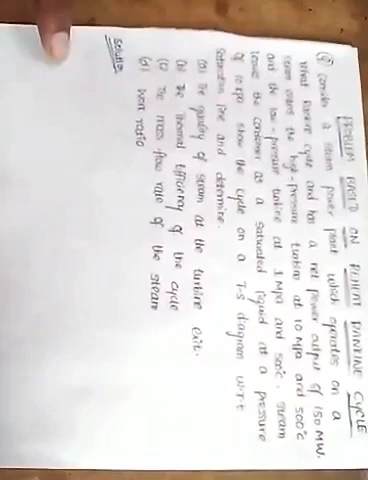 PROBLEM BASED ON REHEAT RANKINE CYCLE
Consider a steam power plant which operates on a
reheat Rankine cycle and has a net power output of 150 MW.
steam enters the high-pressure turbine at 10 MPa and 500°C
and the low-pressure turbine at 1 MPa and 500°C. steam
leaves the condenser as a saturated liquid at a pressure
of 10 kPa. show the cycle on a T-S diagram w.r.t
saturation line and determine.
(a) The quality of steam at the turbine exit.
(b) The thermal efficiency of the cycle
(c) The mass flow rate of the steam
(d) work ratio
Solution